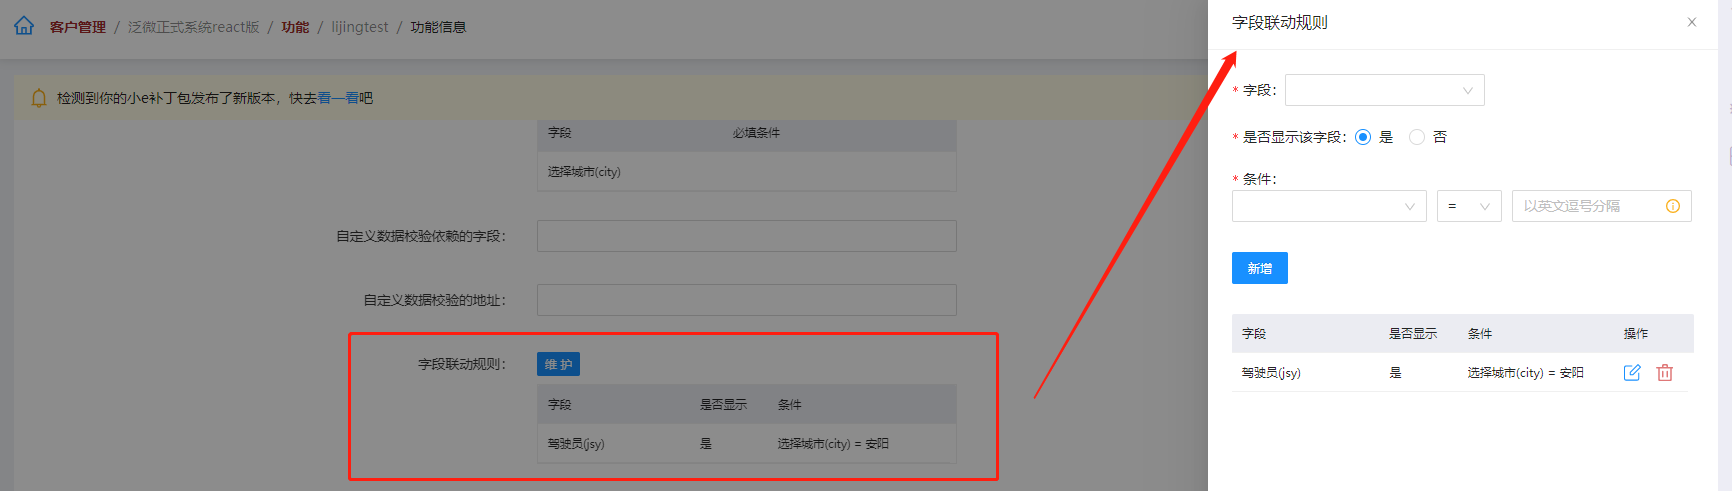 客户管理 / 泛微正式系统react版 / 功能 / lijingtest / 功能信息
检测到你的小e补丁包发布了新版本，快去看一看吧
字段 必填条件
选择城市(city)
自定义数据校验依赖的字段：
自定义数据校验的地址：
字段联动规则： 维护
字段 是否显示 条件
驾驶员(jsy) 是 选择城市(city) = 安阳
字段联动规则
* 字段：
* 是否显示该字段： 是 否
* 条件：
= 以英文逗号分隔
新增
字段 是否显示 条件 操作
驾驶员(jsy) 是 选择城市(city) = 安阳